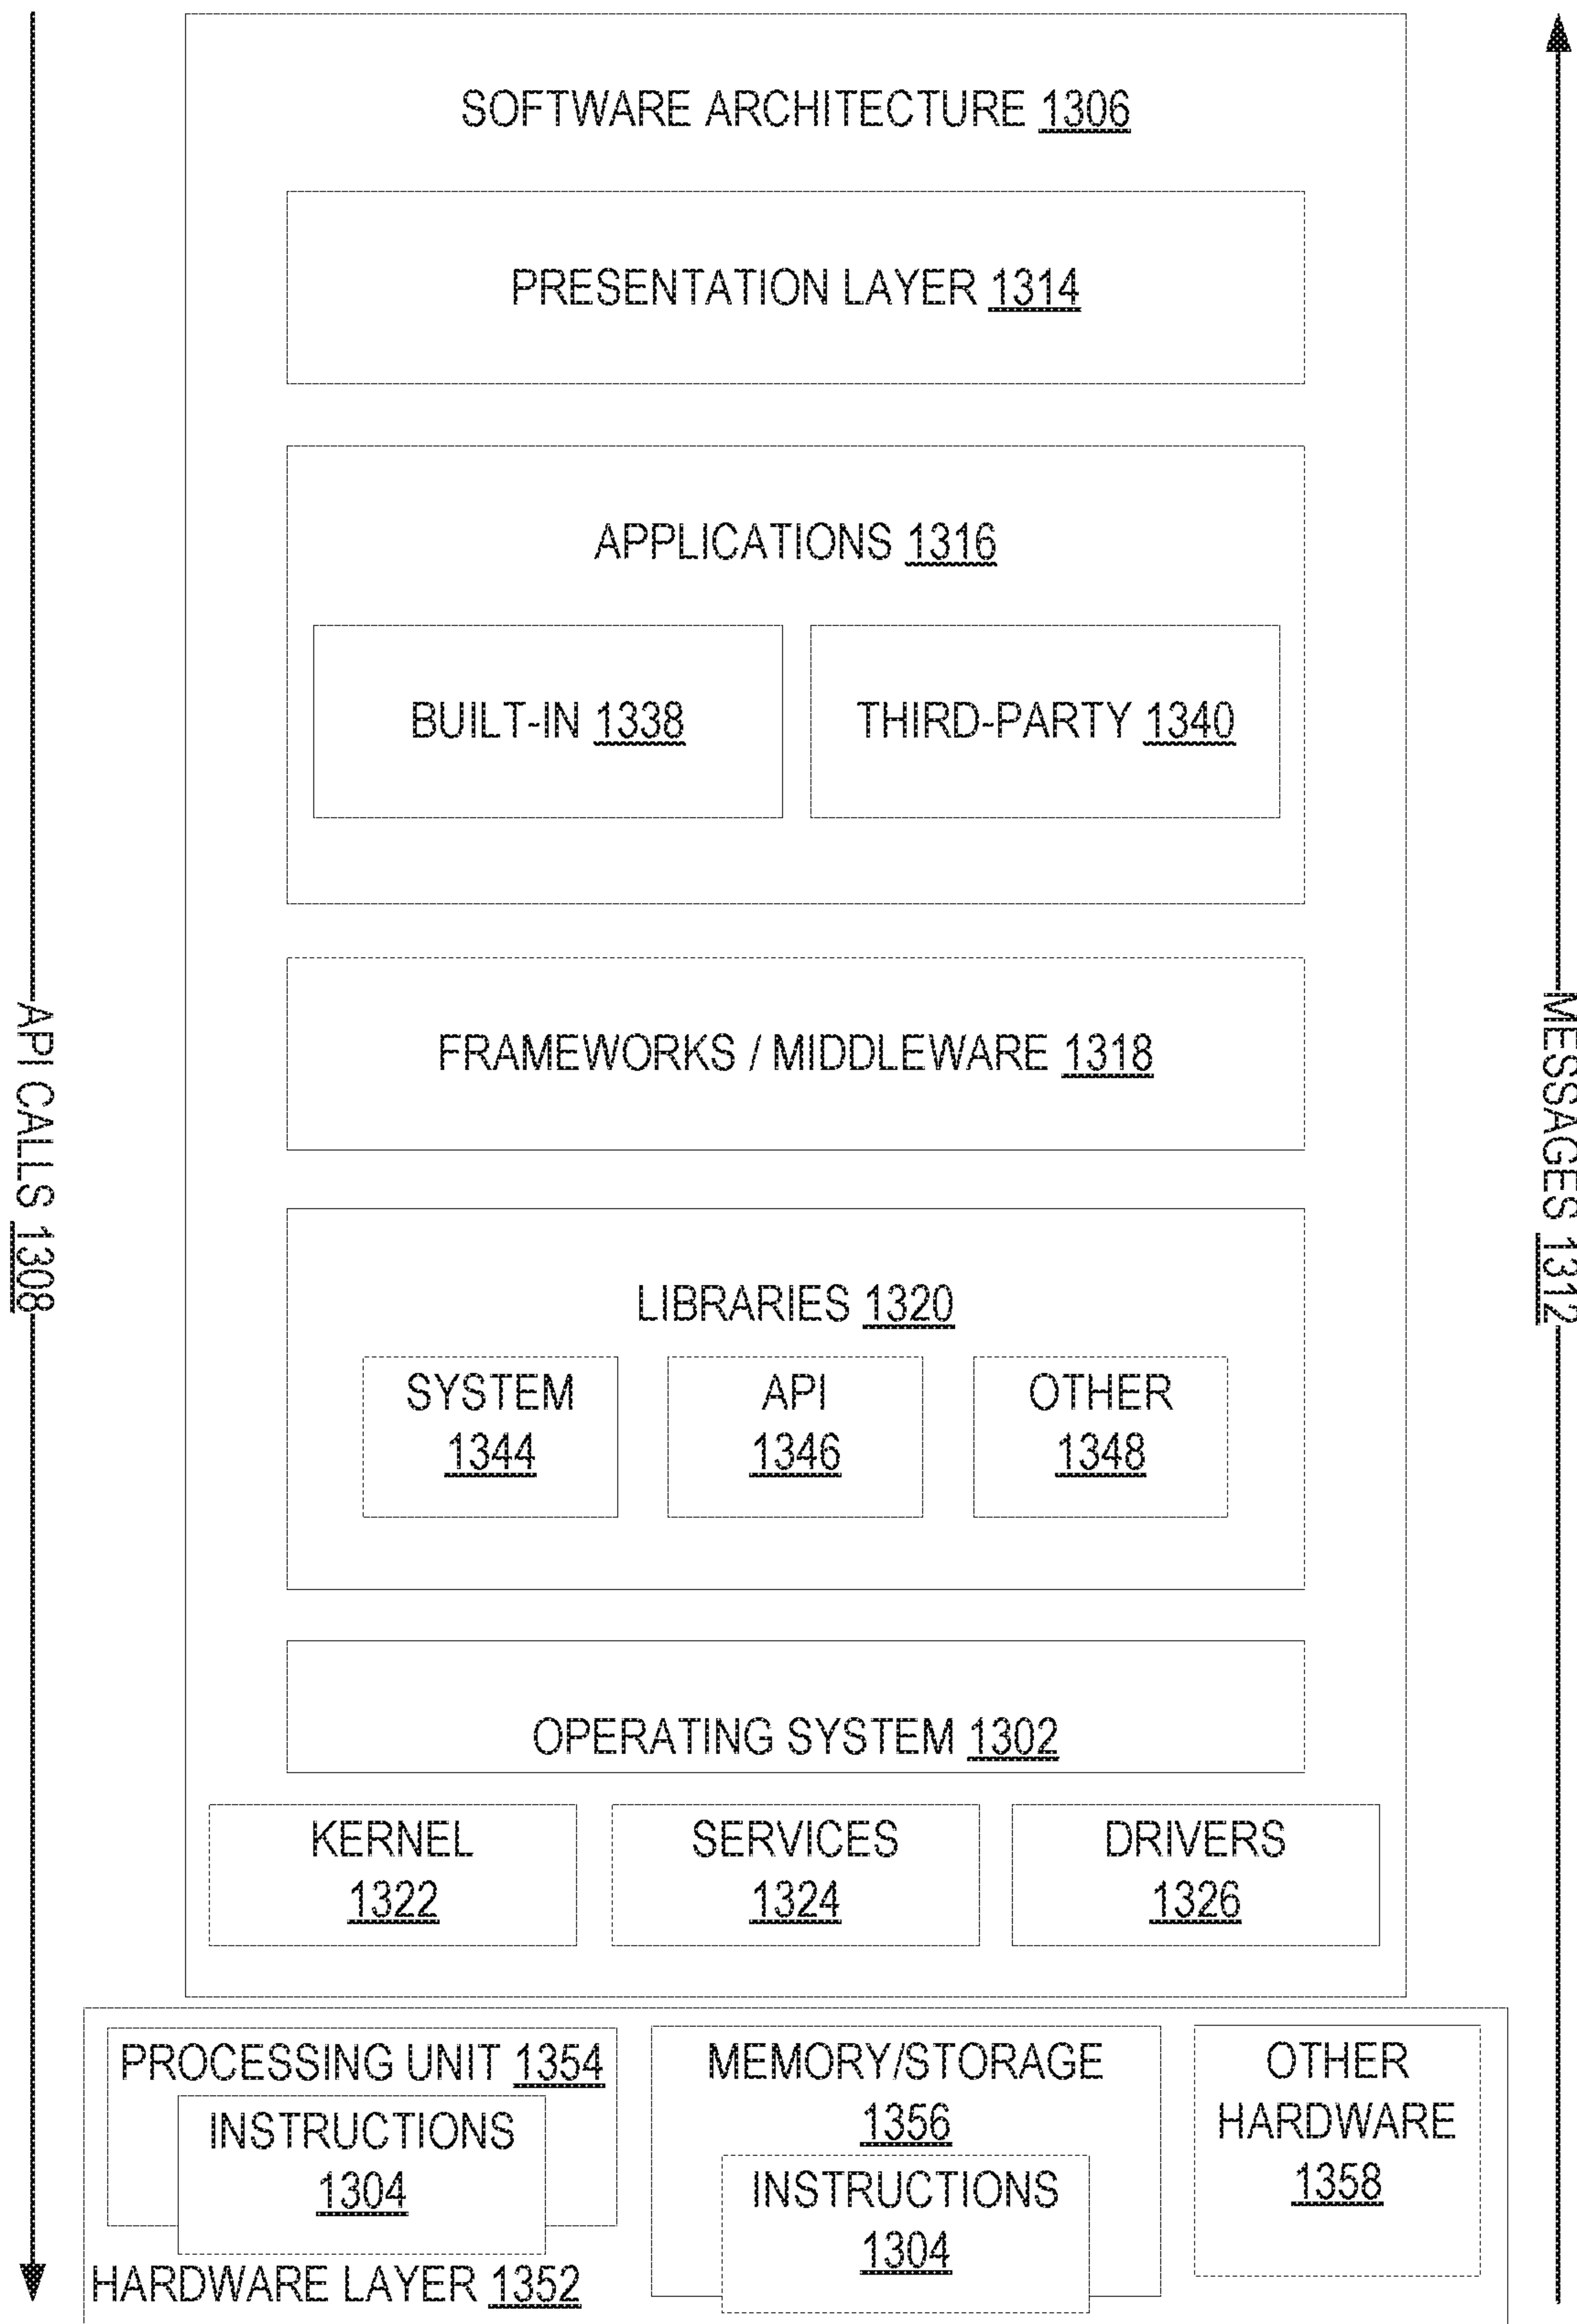 SOFTWARE ARCHITECTURE 1306
PRESENTATION LAYER 1314
APPLICATIONS 1316
BUILT-IN 1338
THIRD-PARTY 1340
FRAMEWORKS / MIDDLEWARE 1318
API CALLS 1308
MESSAGES 1312
LIBRARIES 1320
SYSTEM
1344
API
1346
OTHER
1348
OPERATING SYSTEM 1302
KERNEL
1322
SERVICES
1324
DRIVERS
1326
PROCESSING UNIT 1354
INSTRUCTIONS
1304
MEMORY/STORAGE
1356
INSTRUCTIONS
1304
OTHER
HARDWARE
1358
HARDWARE LAYER 1352